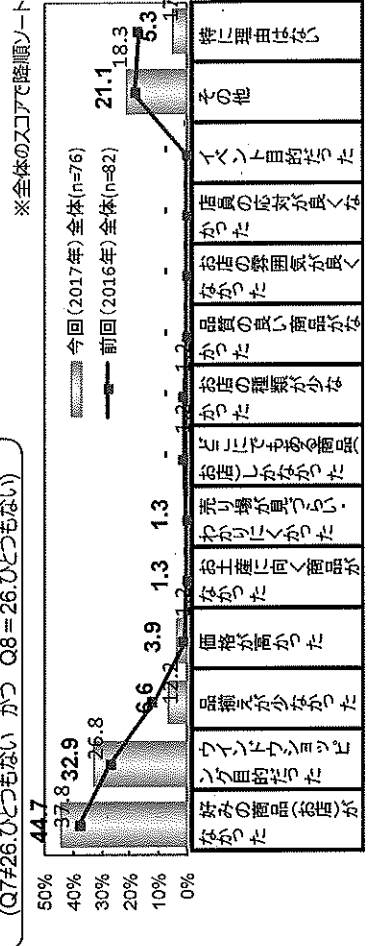 (Q7≠26.ひとつもない かつ Q8=26.ひとつもない)
※全体のスコアで降順ソート
今回(2017年)全体(n=76)
前回(2016年)全体(n=82)
50%
40%
30%
20%
10%
0%
44.7
37.8
32.9
26.8
6.6
12.2
3.9
1.2
1.3
1.3
1.2
1.2
-
-
-
21.1
18.3
5.3
好みの商品(お店)が
なかった
ウインドウショッピ
ング目的だった
品揃えが少なかった
価格が高かった
お土産に向く商品が
なかった
売り場が見づらい・
わかりにくかった
どこにでもある商品(
お店)しかなかった
お店の種類が少な
かった
品質の良い商品がな
かった
お店の雰囲気が良く
なかった
店員の応対が良くな
かった
イベント目的だった
その他
特に理由はない